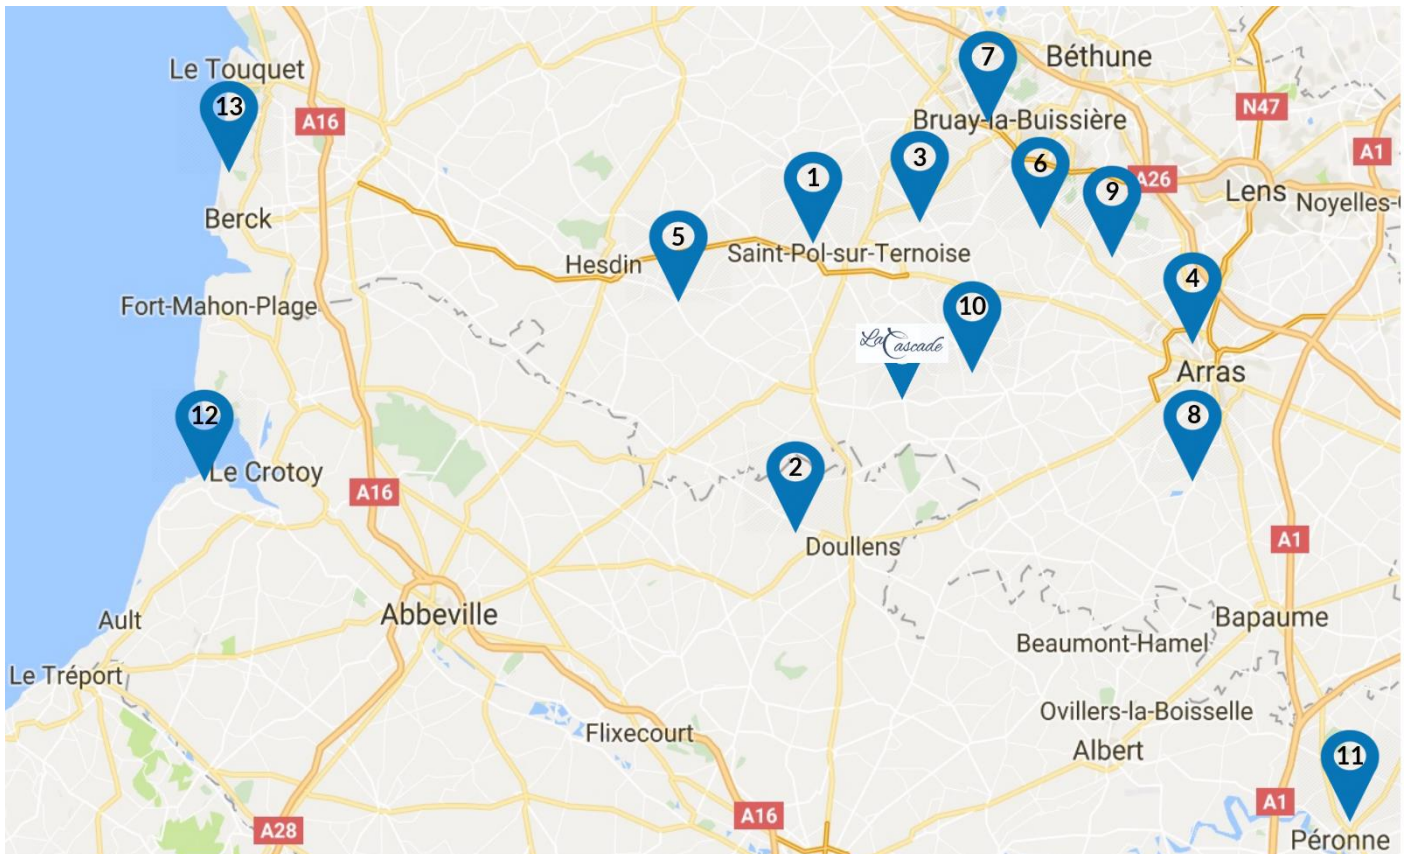 Le Touquet
13
A16
7
Béthune
Bruay-la-Buissière
N47
A1
3
6
9
A26
Lens
Noyelles-
1
Berck
5
Hesdin
Saint-Pol-sur-Ternoise
4
Fort-Mahon-Plage
10
La Cascade
Arras
12
8
Le Crotoy
2
A16
Doullens
A1
Ault
Abbeville
Bapaume
Beaumont-Hamel
Le Tréport
Flixecourt
Ovillers-la-Boisselle
Albert
11
A28
A16
A1
Péronne